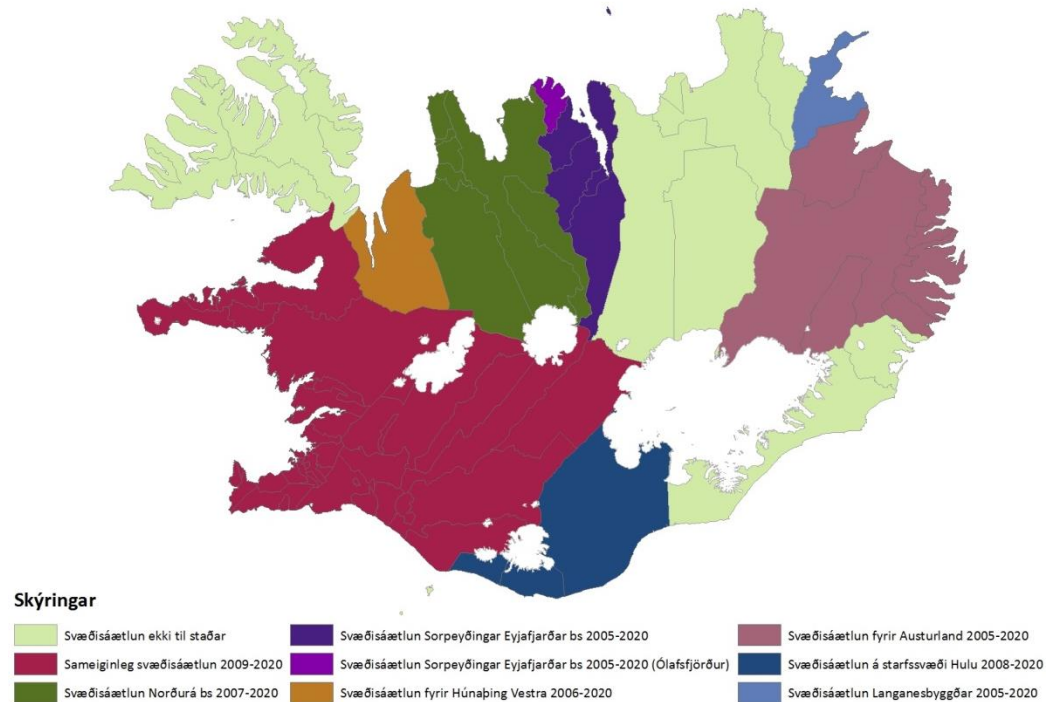 Skýringar
Svæðisáætlun ekki til staðar
Sameiginleg svæðisáætlun 2009-2020
Svæðisáætlun Norðurá bs 2007-2020
Svæðisáætlun Sorpeyðingar Eyjafjarðar bs 2005-2020
Svæðisáætlun Sorpeyðingar Eyjafjarðar bs 2005-2020 (Ólafsfjörður)
Svæðisáætlun fyrir Húnaþing Vestra 2006-2020
Svæðisáætlun fyrir Austurland 2005-2020
Svæðisáætlun á starfssvæði Hulu 2008-2020
Svæðisáætlun Langanesbyggðar 2005-2020